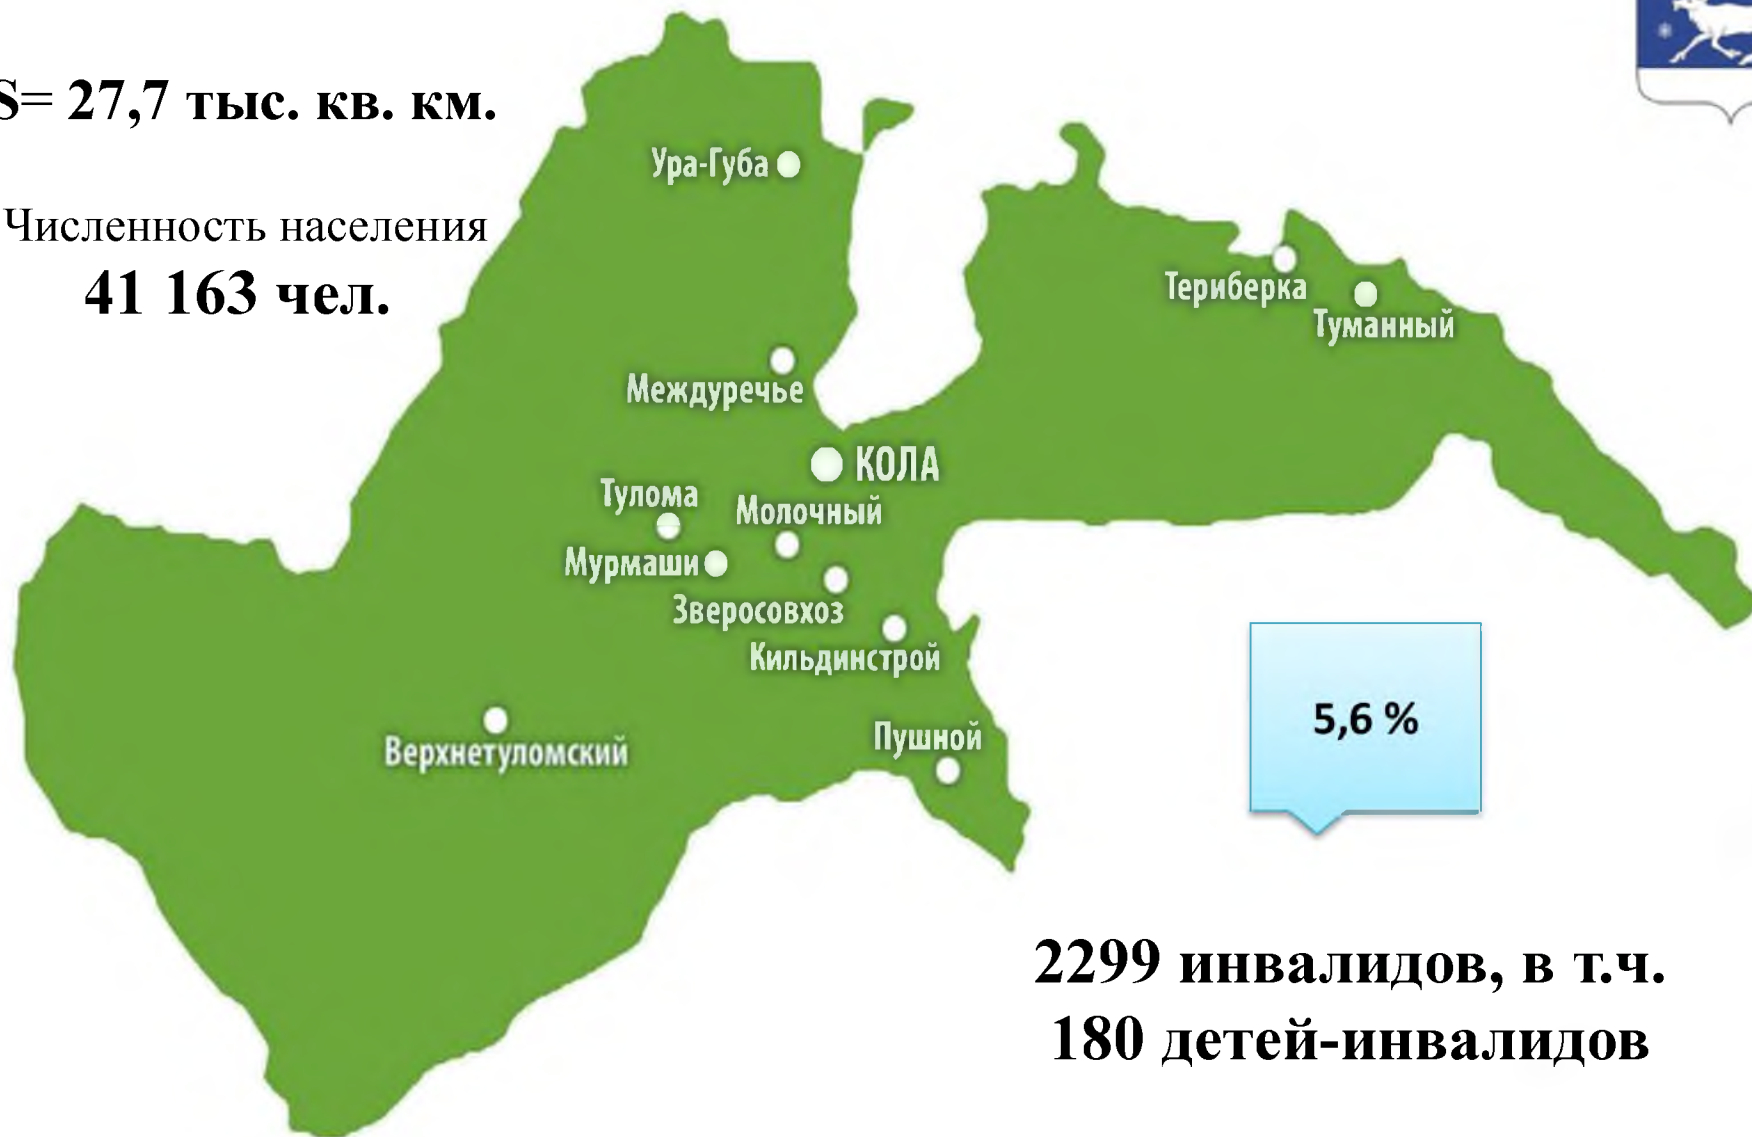 S= 27,7 тыс. кв. км.
Численность населения
41 163 чел.
Ура-Губа
Териберка
Туманный
Междуречье
КОЛА
Тулома
Молочный
Мурмаши
Зверосовхоз
Кильдинстрой
Верхнетуломский
Пушной
5,6 %
2299 инвалидов, в т.ч.
180 детей-инвалидов